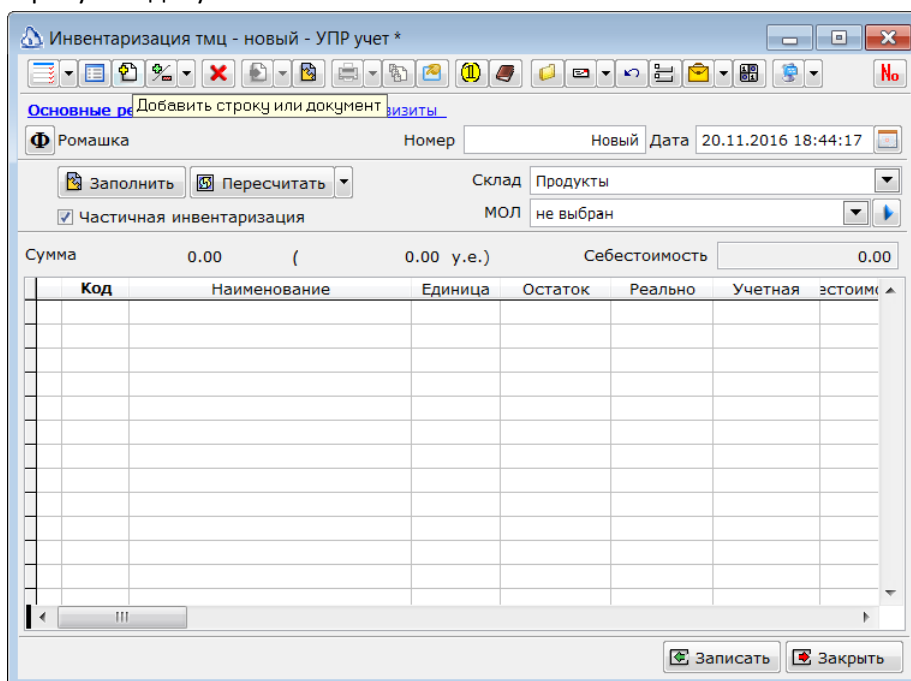 Инвентаризация тмц - новый - УПР учет *
No
Добавить строку или документ
Основные ре визиты
Ф Ромашка Номер Новый Дата 20.11.2016 18:44:17
Заполнить Пересчитать Склад Продукты
Частичная инвентаризация МОЛ не выбран
Сумма 0.00 ( 0.00 у.е.) Себестоимость 0.00
Код Наименование Единица Остаток Реально Учетная естоимо
Записать Закрыть